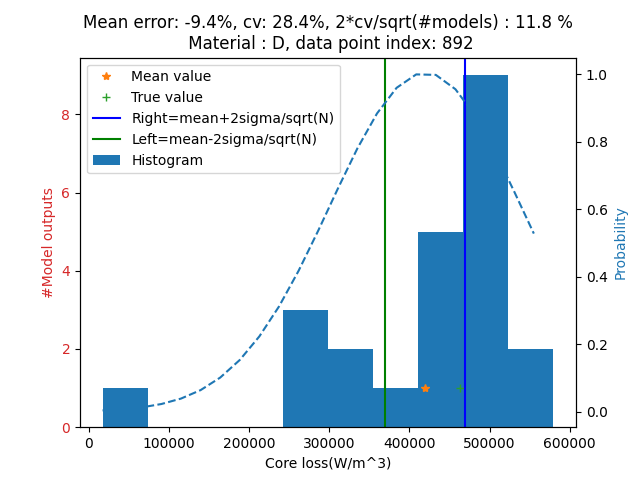 Mean error: -9.4%, cv: 28.4%, 2*cv/sqrt(#models) : 11.8 %
Material : D, data point index: 892
Mean value
True value
Right=mean+2sigma/sqrt(N)
Left=mean-2sigma/sqrt(N)
Histogram
#Model outputs
0
2
4
6
8
0.0
0.2
0.4
0.6
0.8
1.0
Probability
0 100000 200000 300000 400000 500000 600000
Core loss(W/m^3)